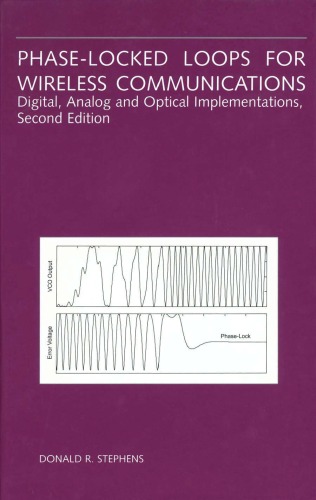 PHASE-LOCKED LOOPS FOR
WIRELESS COMMUNICATIONS
Digital, Analog and Optical Implementations,
Second Edition
VCO Output
Error Voltage
Phase-Lock
DONALD R. STEPHENS